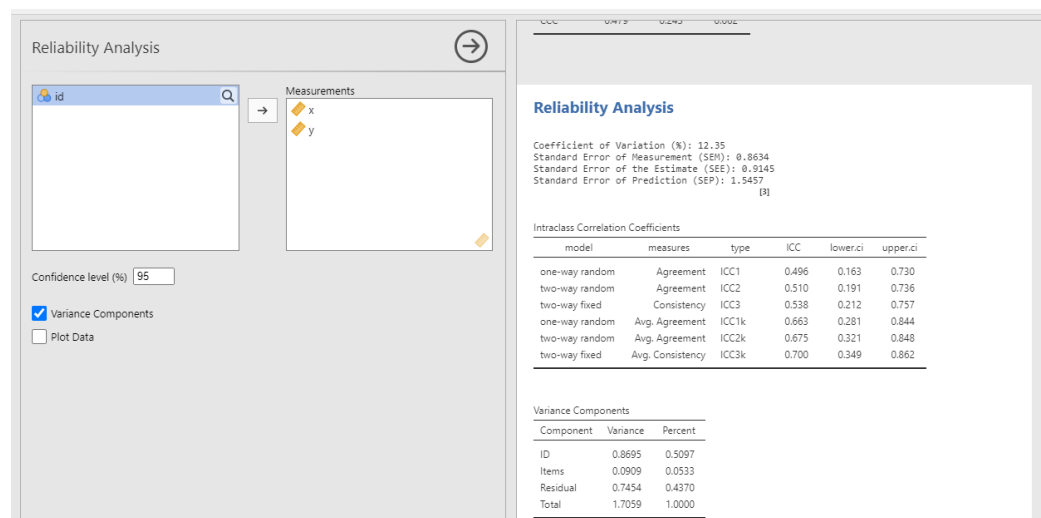 Reliability Analysis
id
Measurements
x
y
Confidence level (%) 95
Variance Components
Plot Data
CCC 0.479 0.245 0.662
Reliability Analysis
Coefficient of Variation (%): 12.35
Standard Error of Measurement (SEM): 0.8634
Standard Error of the Estimate (SEE): 0.9145
Standard Error of Prediction (SEP): 1.5457
[3]
Intraclass Correlation Coefficients
model measures type ICC lower.ci upper.ci
one-way random Agreement ICC1 0.496 0.163 0.730
two-way random Agreement ICC2 0.510 0.191 0.736
two-way fixed Consistency ICC3 0.538 0.212 0.757
one-way random Avg. Agreement ICC1k 0.663 0.281 0.844
two-way random Avg. Agreement ICC2k 0.675 0.321 0.848
two-way fixed Avg. Consistency ICC3k 0.700 0.349 0.862
Variance Components
Component Variance Percent
ID 0.8695 0.5097
Items 0.0909 0.0533
Residual 0.7454 0.4370
Total 1.7059 1.0000